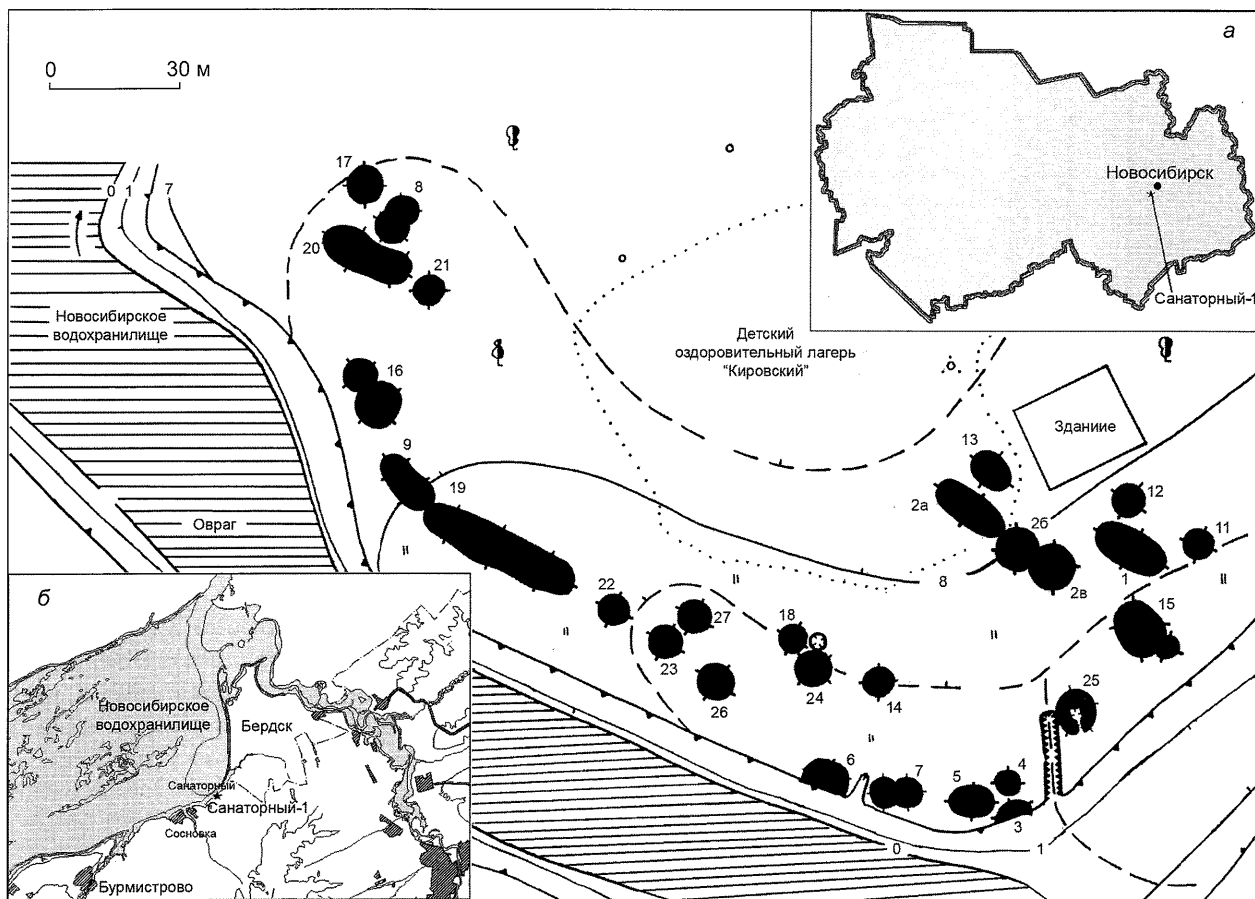 0 30 м
а
Новосибирск
Санаторный-1
17
8
20
21
0 1 7
Новосибирское
водохранилище
Детский
оздоровительный лагерь
“Кировский”
16
9
19
Овраг
Зданиие
13
2а
2б
2в
8
12
11
1
15
22
27
23
26
18
24
14
25
6
7
5
4
3
0
1
б
Новосибирское
водохранилище
Бердск
Санаторный
Санаторный-1
Сосновка
Бурмистрово